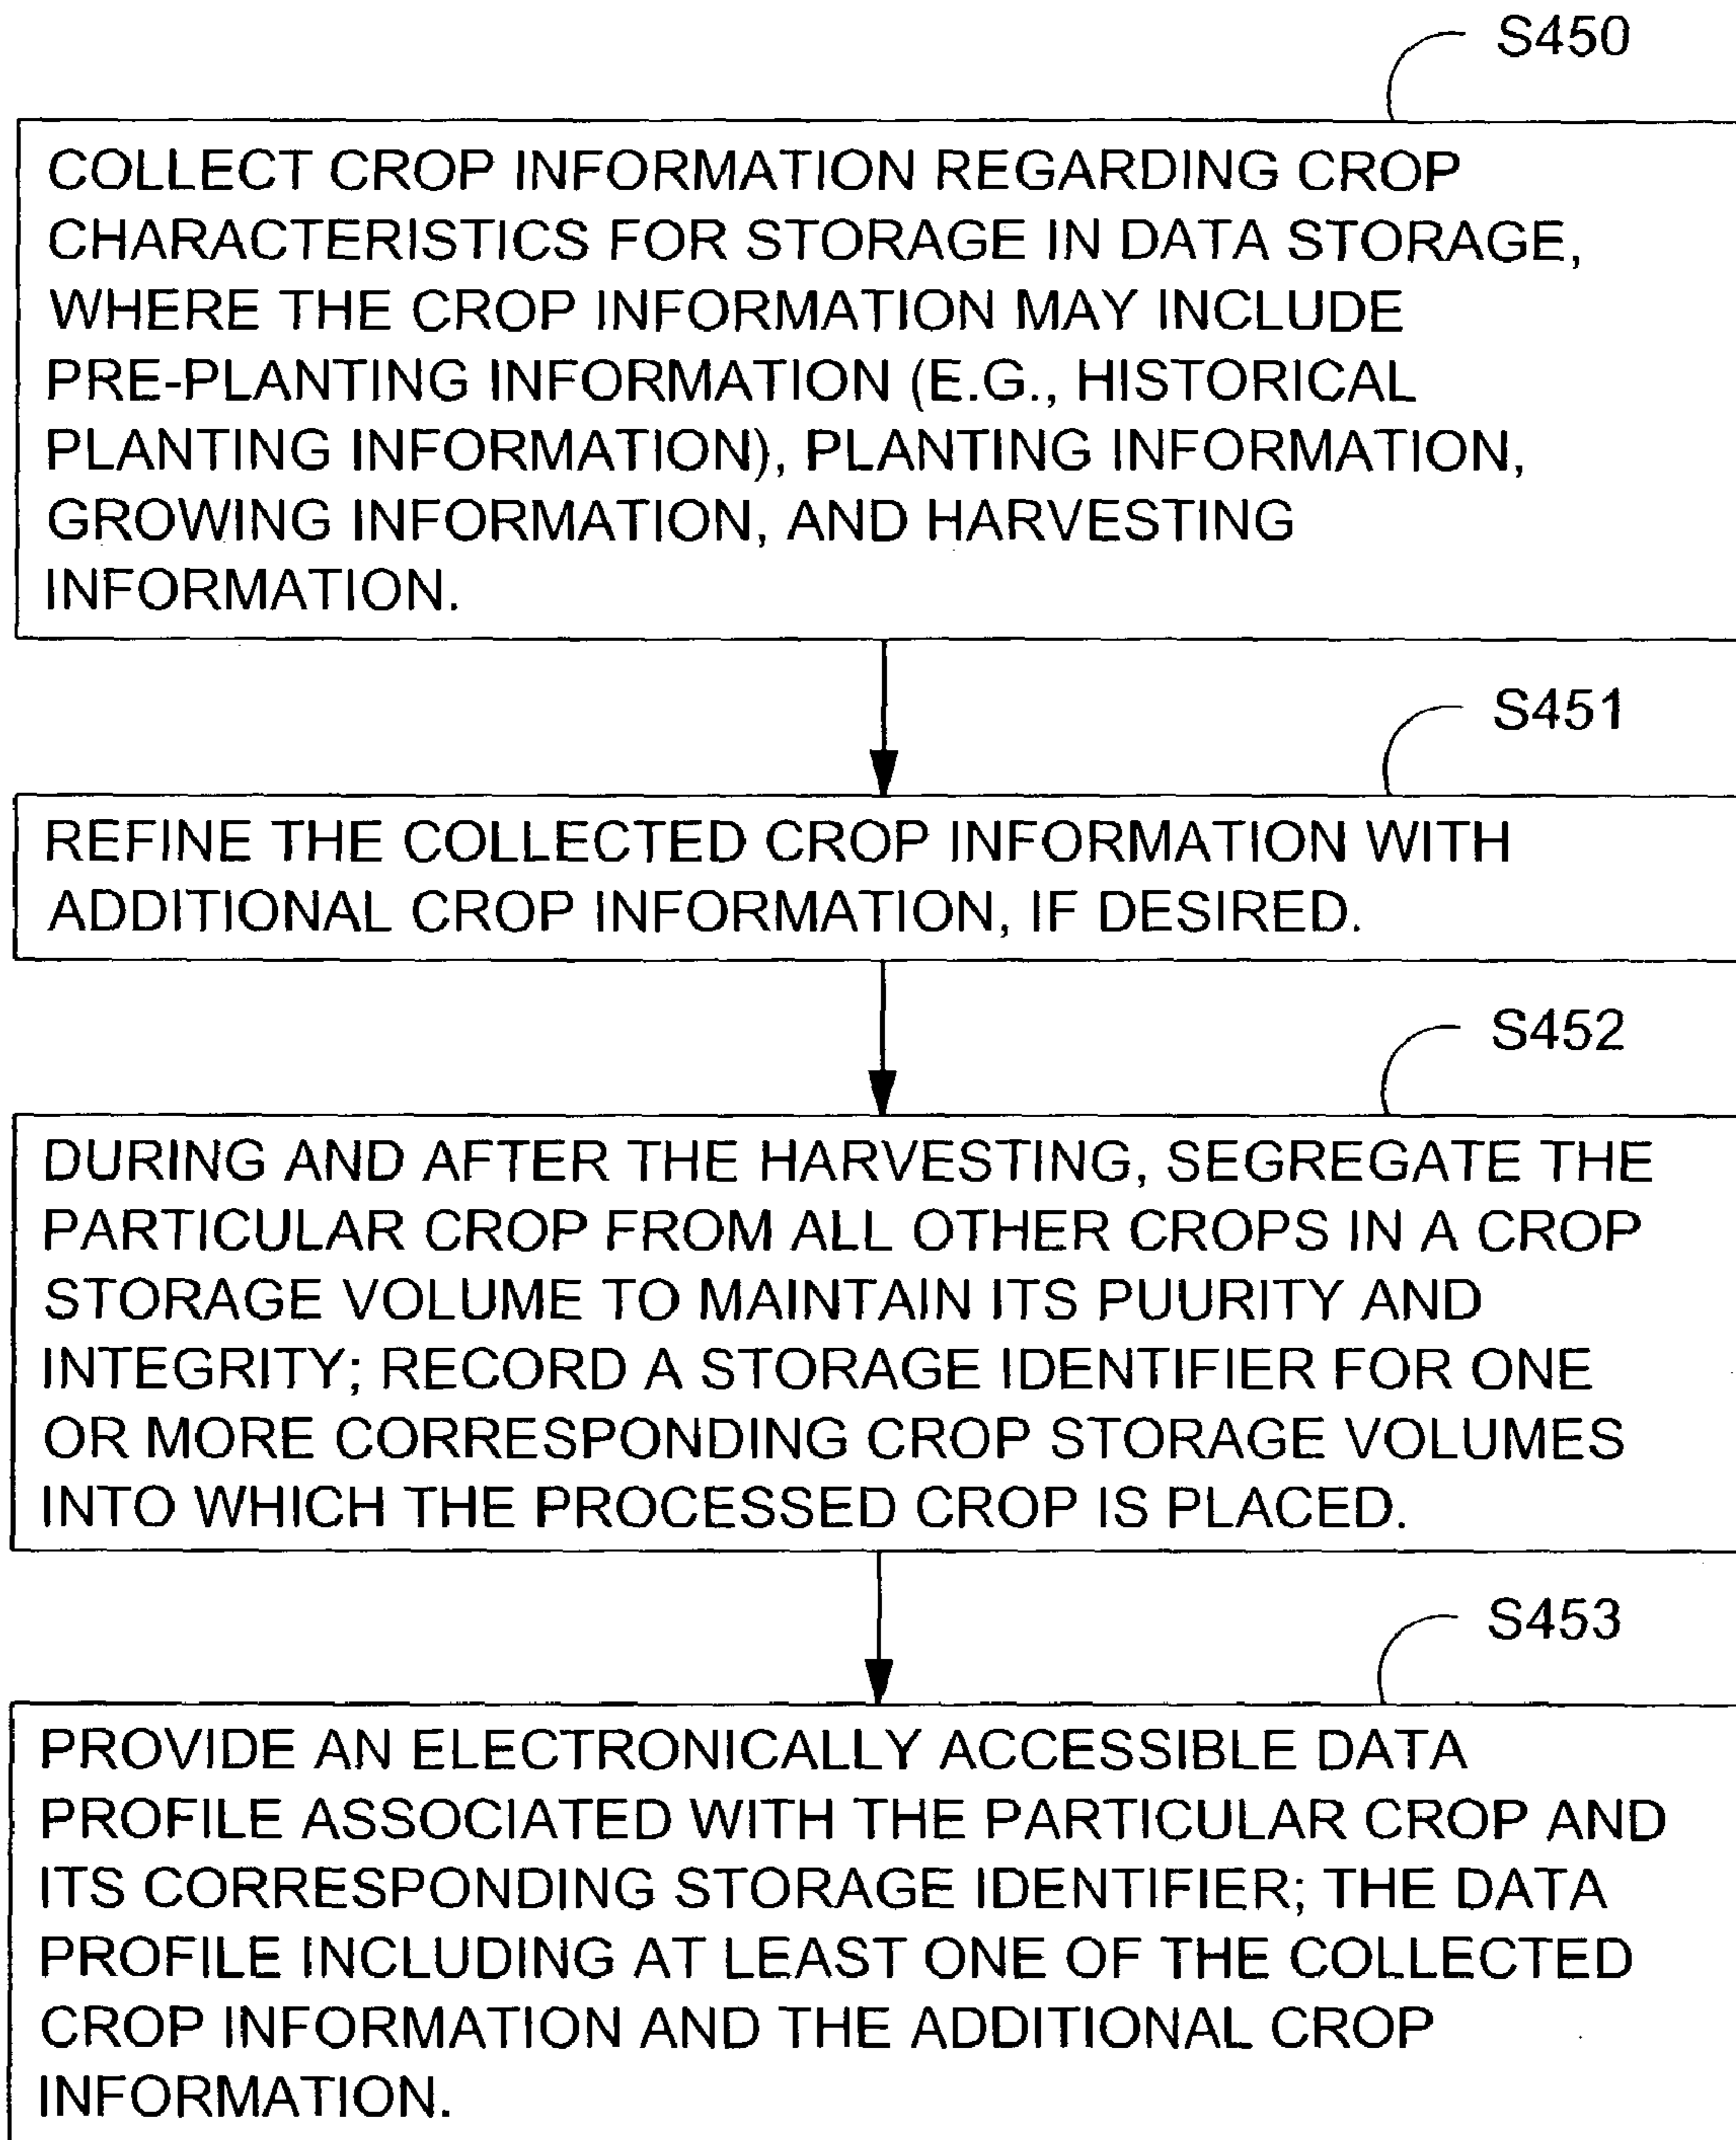 S450
COLLECT CROP INFORMATION REGARDING CROP
CHARACTERISTICS FOR STORAGE IN DATA STORAGE,
WHERE THE CROP INFORMATION MAY INCLUDE
PRE-PLANTING INFORMATION (E.G., HISTORICAL
PLANTING INFORMATION), PLANTING INFORMATION,
GROWING INFORMATION, AND HARVESTING
INFORMATION.
S451
REFINE THE COLLECTED CROP INFORMATION WITH
ADDITIONAL CROP INFORMATION, IF DESIRED.
S452
DURING AND AFTER THE HARVESTING, SEGREGATE THE
PARTICULAR CROP FROM ALL OTHER CROPS IN A CROP
STORAGE VOLUME TO MAINTAIN ITS PUURITY AND
INTEGRITY; RECORD A STORAGE IDENTIFIER FOR ONE
OR MORE CORRESPONDING CROP STORAGE VOLUMES
INTO WHICH THE PROCESSED CROP IS PLACED.
S453
PROVIDE AN ELECTRONICALLY ACCESSIBLE DATA
PROFILE ASSOCIATED WITH THE PARTICULAR CROP AND
ITS CORRESPONDING STORAGE IDENTIFIER; THE DATA
PROFILE INCLUDING AT LEAST ONE OF THE COLLECTED
CROP INFORMATION AND THE ADDITIONAL CROP
INFORMATION.